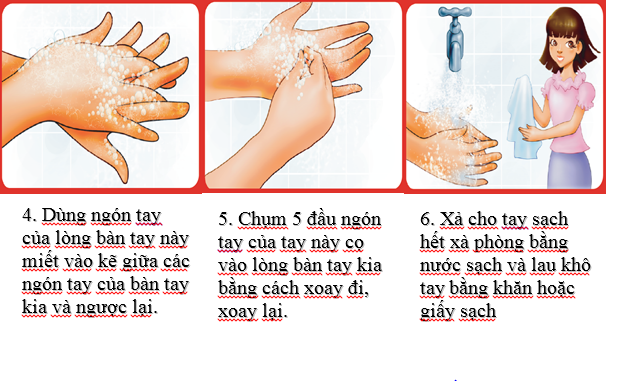 4. Dùng ngón tay
của lòng bàn tay này
miết vào kẽ giữa các
ngón tay của bàn tay
kia và ngược lại.
5. Chụm 5 đầu ngón
tay của tay này cọ
vào lòng bàn tay kia
bằng cách xoay đi,
xoay lại.
6. Xả cho tay sạch
hết xà phòng bằng
nước sạch và lau khô
tay bằng khăn hoặc
giấy sạch